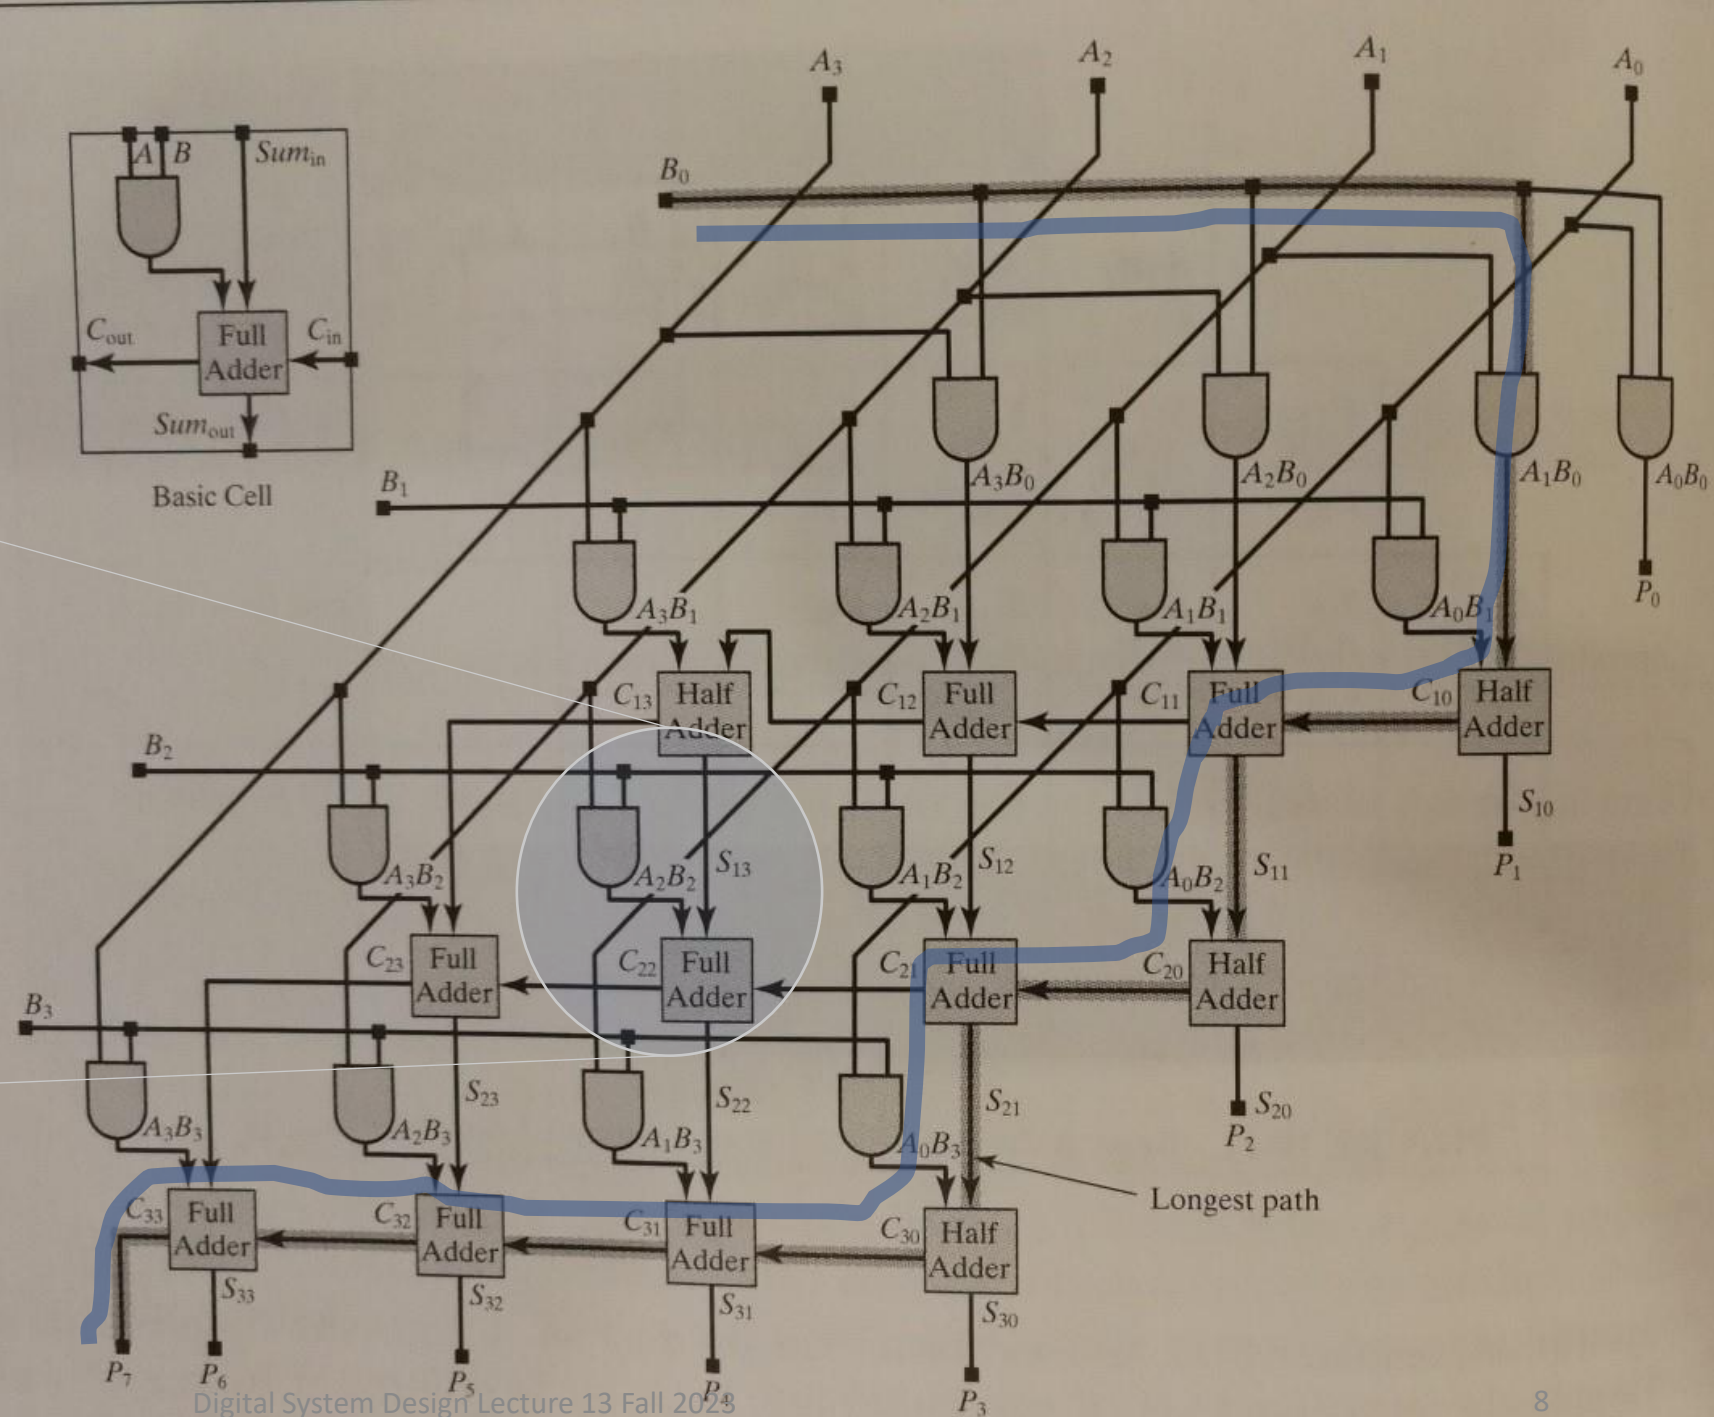 A₃ A₂ A₁ A₀
A B Sumᵢₙ
B₀
Cₒᵤₜ Full Adder Cᵢₙ
Sumₒᵤₜ
Basic Cell
A₃B₀ A₂B₀ A₁B₀ A₀B₀
B₁
A₃B₁ A₂B₁ A₁B₁ A₀B₁
P₀
C₁₃ Half Adder C₁₂ Full Adder C₁₁ Full Adder C₁₀ Half Adder
B₂
S₁₃ S₁₂ S₁₁ S₁₀
P₁
A₃B₂ A₂B₂ A₁B₂ A₀B₂
C₂₃ Full Adder C₂₂ Full Adder C₂₁ Full Adder C₂₀ Half Adder
B₃
S₂₃ S₂₂ S₂₁ S₂₀
P₂
A₃B₃ A₂B₃ A₁B₃ A₀B₃
Longest path
C₃₃ Full Adder C₃₂ Full Adder C₃₁ Full Adder C₃₀ Half Adder
S₃₃ S₃₂ S₃₁ S₃₀
P₇ P₆ P₅ P₄ P₃
Digital System Design Lecture 13 Fall 2023
8